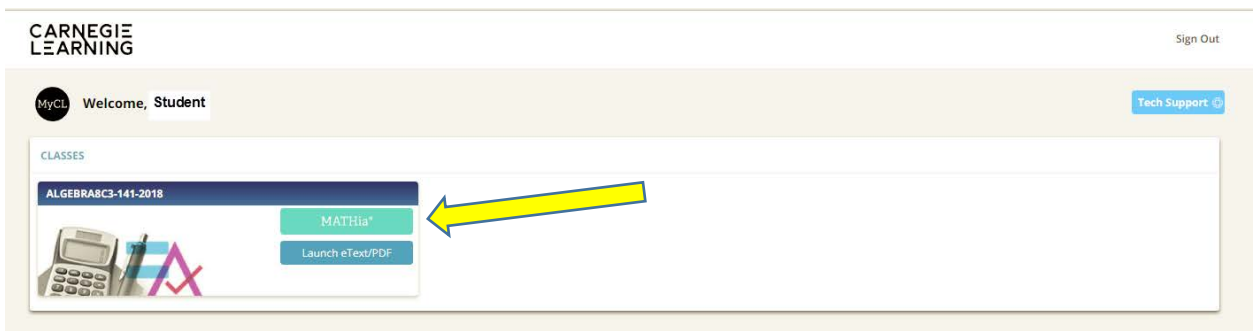 CARNEGIE
LEARNING
Sign Out
MyCL Welcome, Student
Tech Support
CLASSES
ALGEBRA8C3-141-2018
MATHia®
Launch eText/PDF